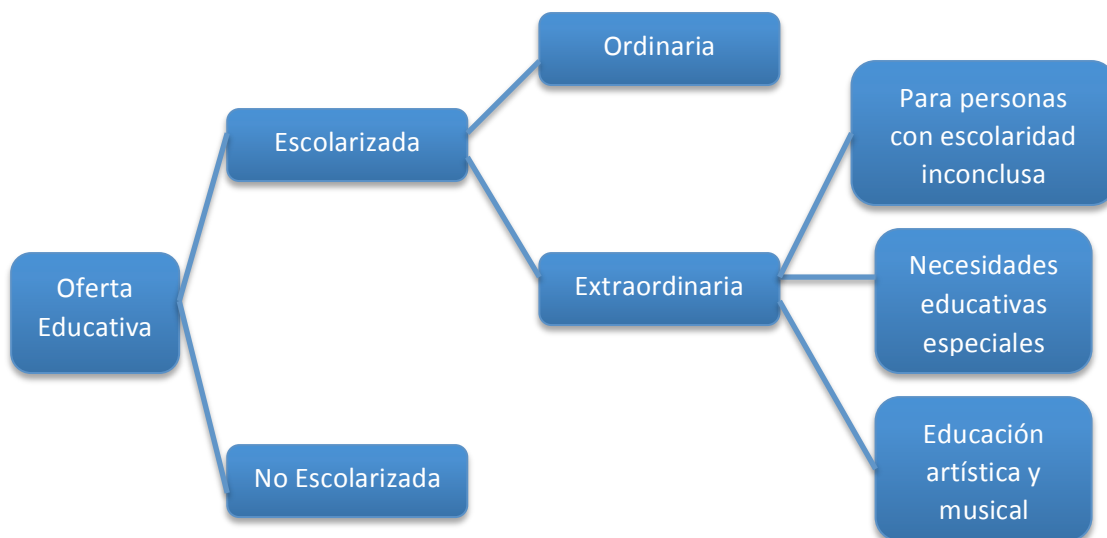 Oferta
Educativa
Escolarizada
No Escolarizada
Ordinaria
Extraordinaria
Para personas
con escolaridad
inconclusa
Necesidades
educativas
especiales
Educación
artística y
musical